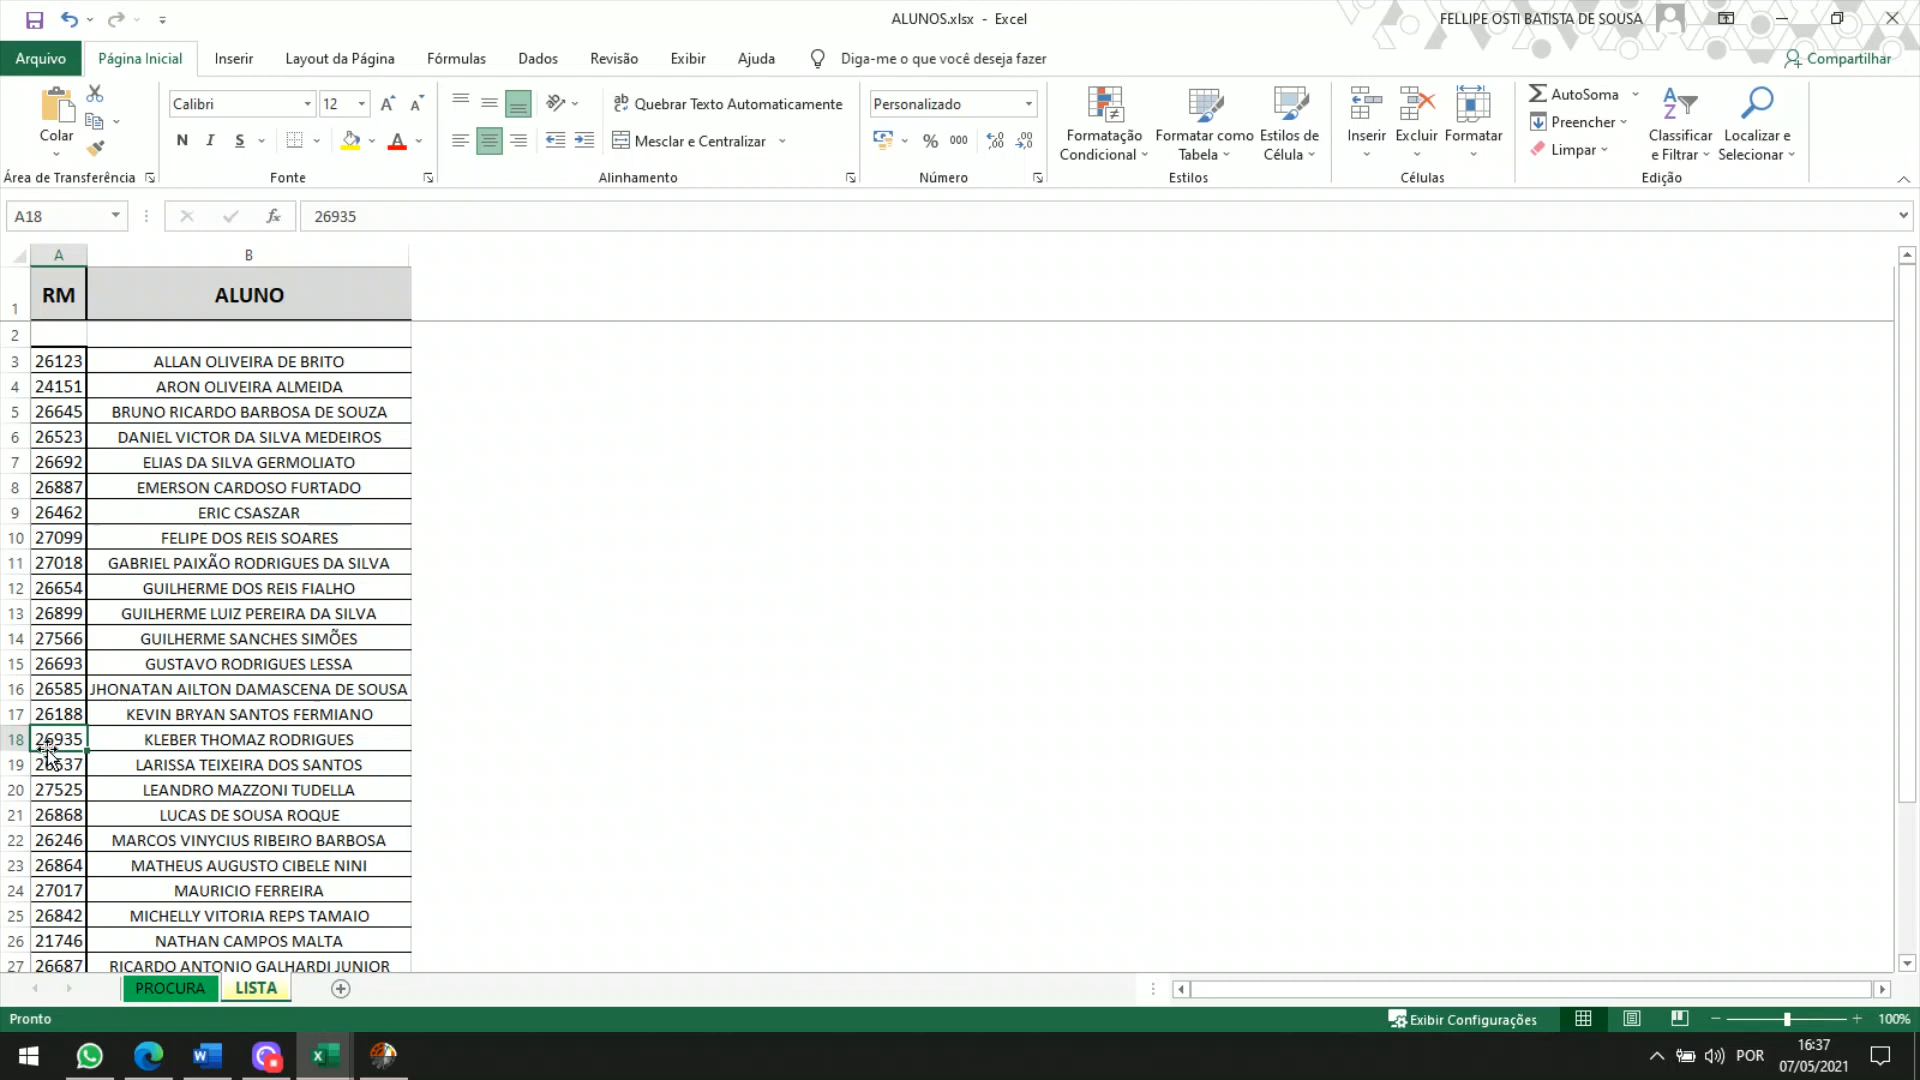 ALUNOS.xlsx - Excel
FELLIPE OSTI BATISTA DE SOUSA
Arquivo
Página Inicial
Inserir
Layout da Página
Fórmulas
Dados
Revisão
Exibir
Ajuda
Diga-me o que você deseja fazer
Compartilhar
Colar
Área de Transferência
Calibri
12
N I S
Fonte
Quebrar Texto Automaticamente
Mesclar e Centralizar
Alinhamento
Personalizado
% 000
Número
Formatação Condicional
Formatar como Tabela
Estilos de Célula
Estilos
Inserir
Excluir
Formatar
Células
AutoSoma
Preencher
Limpar
Classificar e Filtrar
Localizar e Selecionar
Edição
A18
fx
26935
A B
1 RM ALUNO
2
3 26123 ALLAN OLIVEIRA DE BRITO
4 24151 ARON OLIVEIRA ALMEIDA
5 26645 BRUNO RICARDO BARBOSA DE SOUZA
6 26523 DANIEL VICTOR DA SILVA MEDEIROS
7 26692 ELIAS DA SILVA GERMOLIATO
8 26887 EMERSON CARDOSO FURTADO
9 26462 ERIC CSASZAR
10 27099 FELIPE DOS REIS SOARES
11 27018 GABRIEL PAIXÃO RODRIGUES DA SILVA
12 26654 GUILHERME DOS REIS FIALHO
13 26899 GUILHERME LUIZ PEREIRA DA SILVA
14 27566 GUILHERME SANCHES SIMÕES
15 26693 GUSTAVO RODRIGUES LESSA
16 26585 JHONATAN AILTON DAMASCENA DE SOUSA
17 26188 KEVIN BRYAN SANTOS FERMIANO
18 26935 KLEBER THOMAZ RODRIGUES
19 LARISSA TEIXEIRA DOS SANTOS
20 27525 LEANDRO MAZZONI TUDELLA
21 26868 LUCAS DE SOUSA ROQUE
22 26246 MARCOS VINYCIUS RIBEIRO BARBOSA
23 26864 MATHEUS AUGUSTO CIBELE NINI
24 27017 MAURICIO FERREIRA
25 26842 MICHELLY VITORIA REPS TAMAIO
26 21746 NATHAN CAMPOS MALTA
27 26687 RICARDO ANTONIO GALHARDI JUNIOR
PROCURA
LISTA
Pronto
Exibir Configurações
100%
POR
16:37
07/05/2021